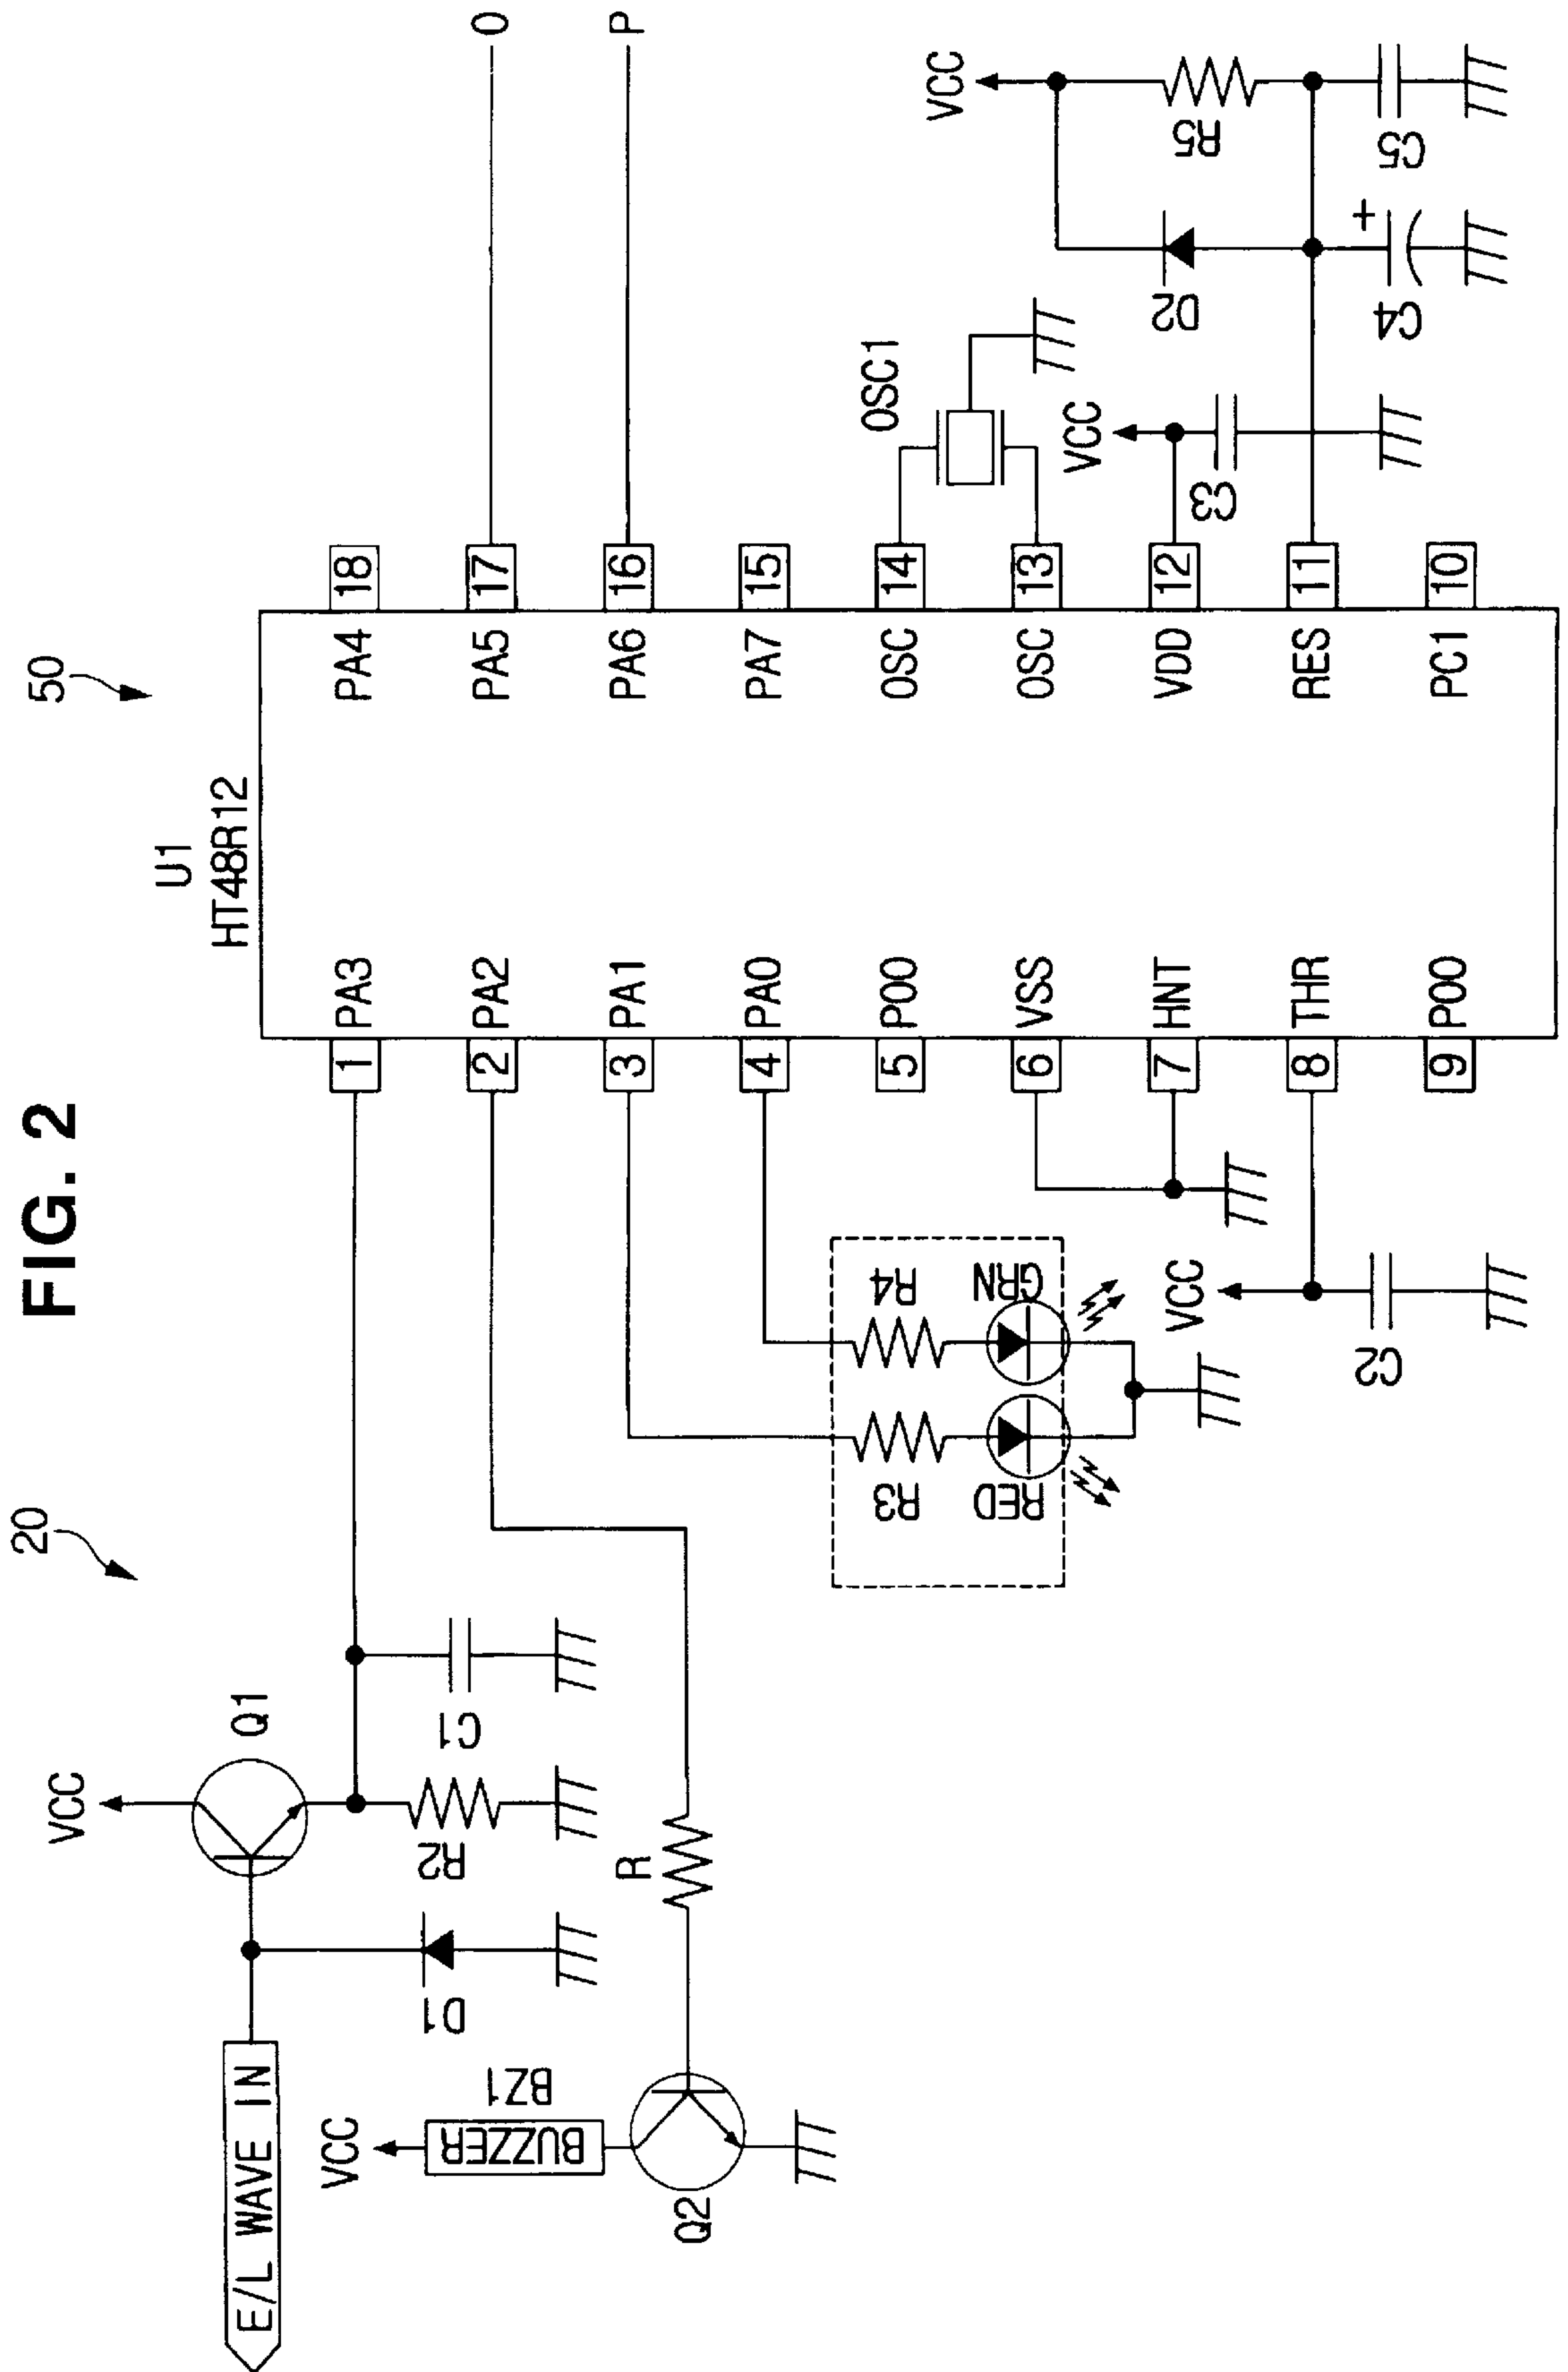 FIG. 2
20
50
E/L WAVE IN
VCC
Q1
D1
R2
C1
VCC
BUZZER
BZ1
Q2
R
U1
HT48R12
1 PA3
2 PA2
3 PA1
4 PA0
5 P00
6 VSS
7 HNT
8 THR
9 P00
PA4 18
PA5 17
PA6 16
PA7 15
OSC 14
OSC 13
VDD 12
RES 11
PC1 10
R3
R4
RED
GRN
VCC
C2
O
P
OSC1
VCC
C3
VCC
D2
R5
+
C4
C5